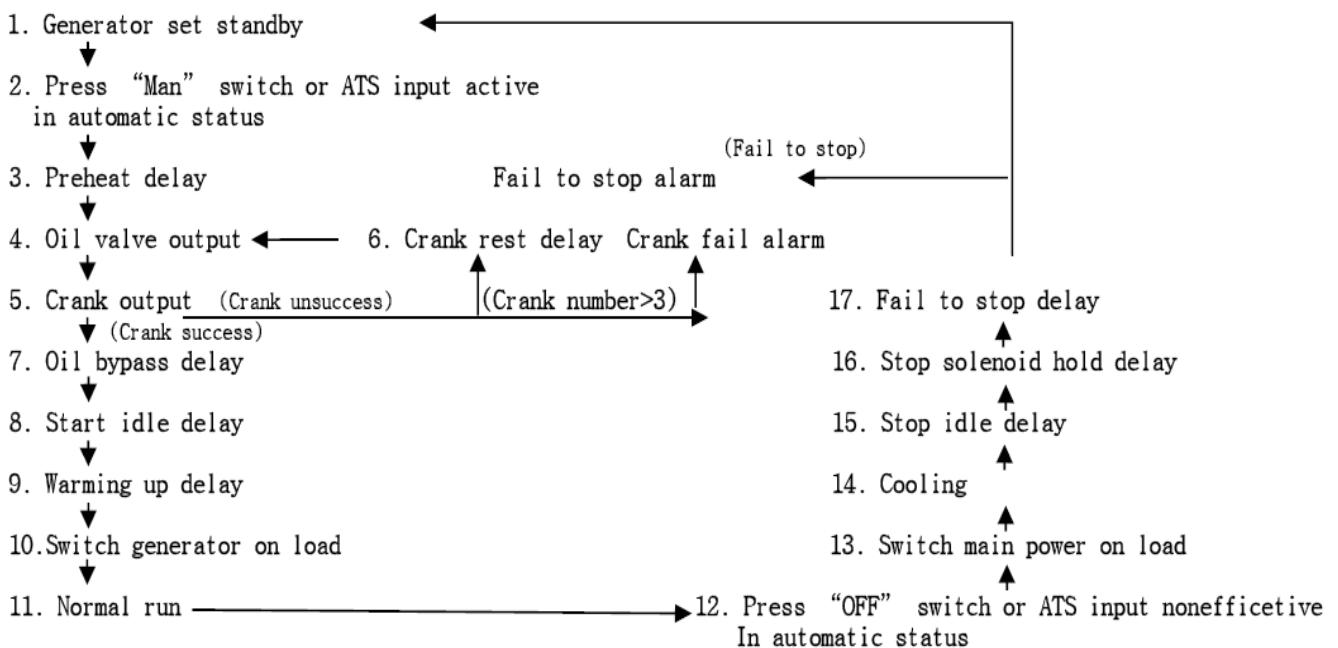 1. Generator set standby
2. Press “Man” switch or ATS input active
in automatic status
(Fail to stop)
3. Preheat delay
Fail to stop alarm
4. Oil valve output
6. Crank rest delay
Crank fail alarm
5. Crank output
(Crank unsuccess)
(Crank number>3)
17. Fail to stop delay
(Crank success)
7. Oil bypass delay
16. Stop solenoid hold delay
8. Start idle delay
15. Stop idle delay
9. Warming up delay
14. Cooling
10.Switch generator on load
13. Switch main power on load
11. Normal run
12. Press “OFF” switch or ATS input nonefficetive
In automatic status